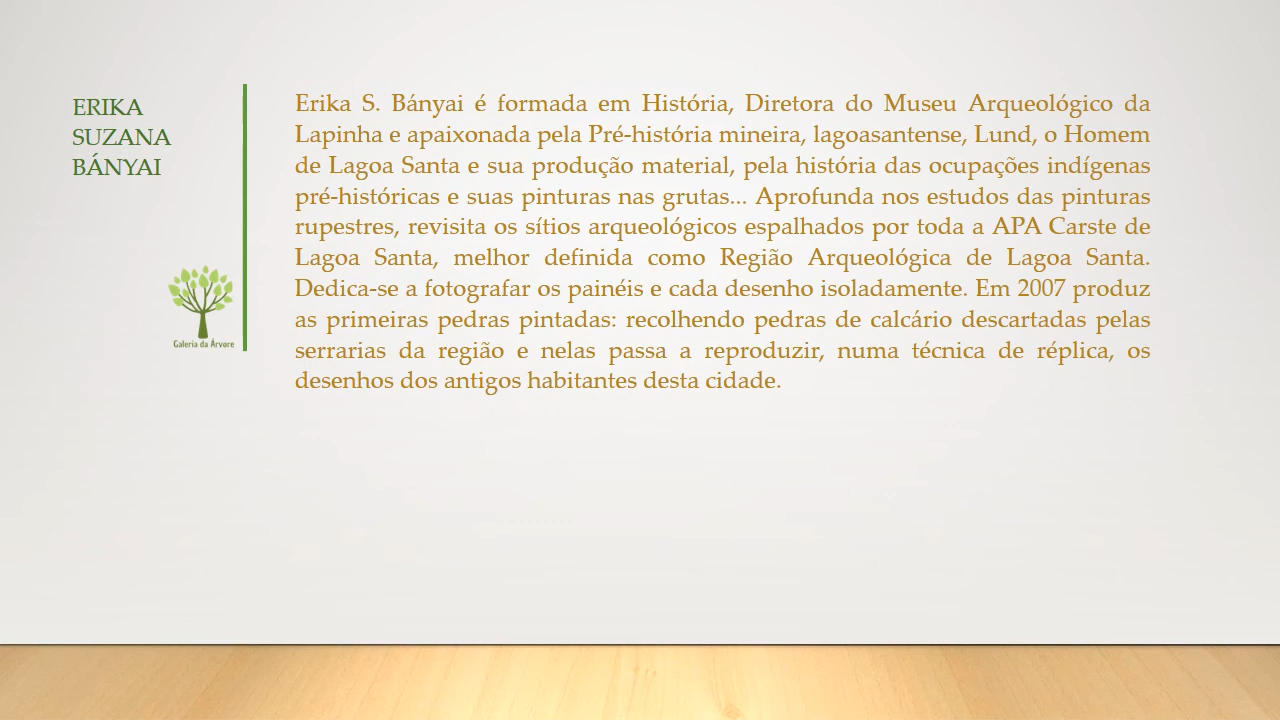 ERIKA
SUZANA
BÁNYAI
Galeria da Árvore
Erika S. Bányai é formada em História, Diretora do Museu Arqueológico da
Lapinha e apaixonada pela Pré-história mineira, lagoasantense, Lund, o Homem
de Lagoa Santa e sua produção material, pela história das ocupações indígenas
pré-históricas e suas pinturas nas grutas... Aprofunda nos estudos das pinturas
rupestres, revisita os sítios arqueológicos espalhados por toda a APA Carste de
Lagoa Santa, melhor definida como Região Arqueológica de Lagoa Santa.
Dedica-se a fotografar os painéis e cada desenho isoladamente. Em 2007 produz
as primeiras pedras pintadas: recolhendo pedras de calcário descartadas pelas
serrarias da região e nelas passa a reproduzir, numa técnica de réplica, os
desenhos dos antigos habitantes desta cidade.